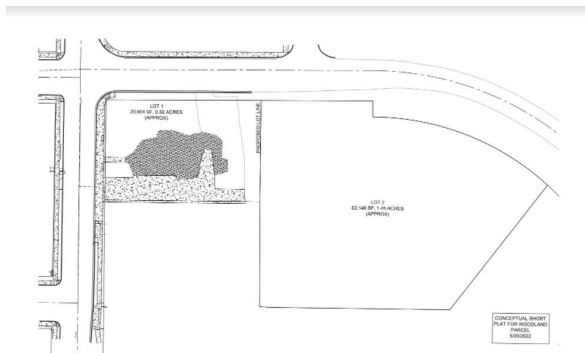 LOT 1
20,908 SF, 0.50 ACRES
(APPROX)
PROPOSED LOT LINE
LOT 2
63,146 SF, 1.45 ACRES
(APPROX)
CONCEPTUAL SHORT
PLAT FOR WOODLAND
PARCEL
5/20/2022